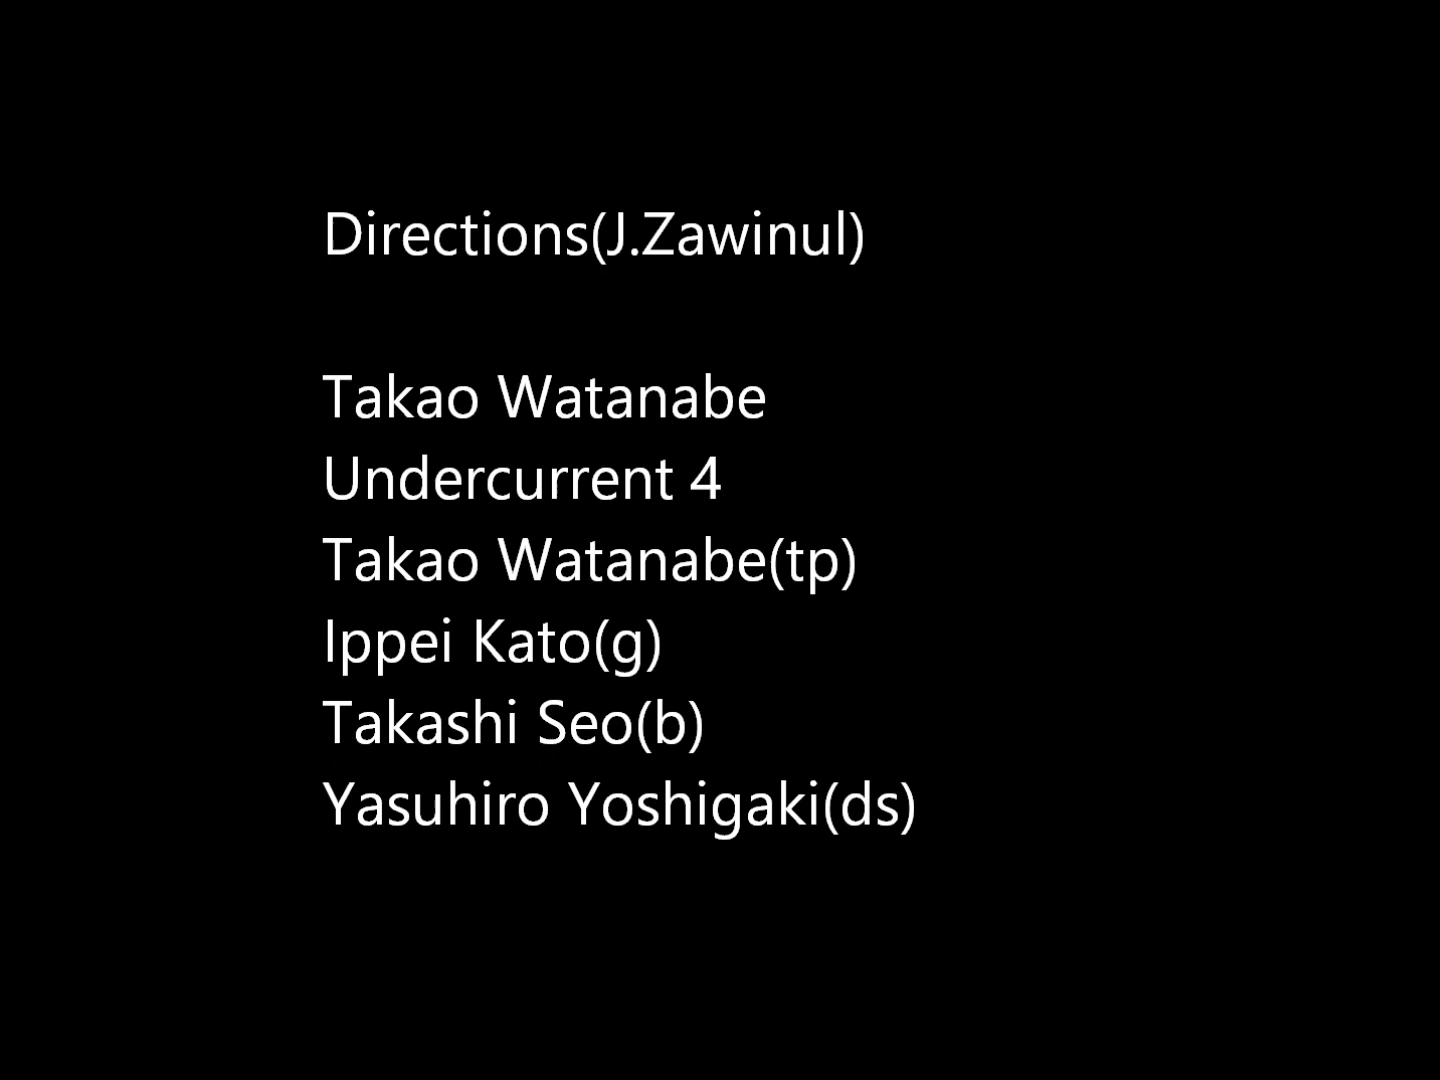 Directions(J.Zawinul)
Takao Watanabe
Undercurrent 4
Takao Watanabe(tp)
Ippei Kato(g)
Takashi Seo(b)
Yasuhiro Yoshigaki(ds)